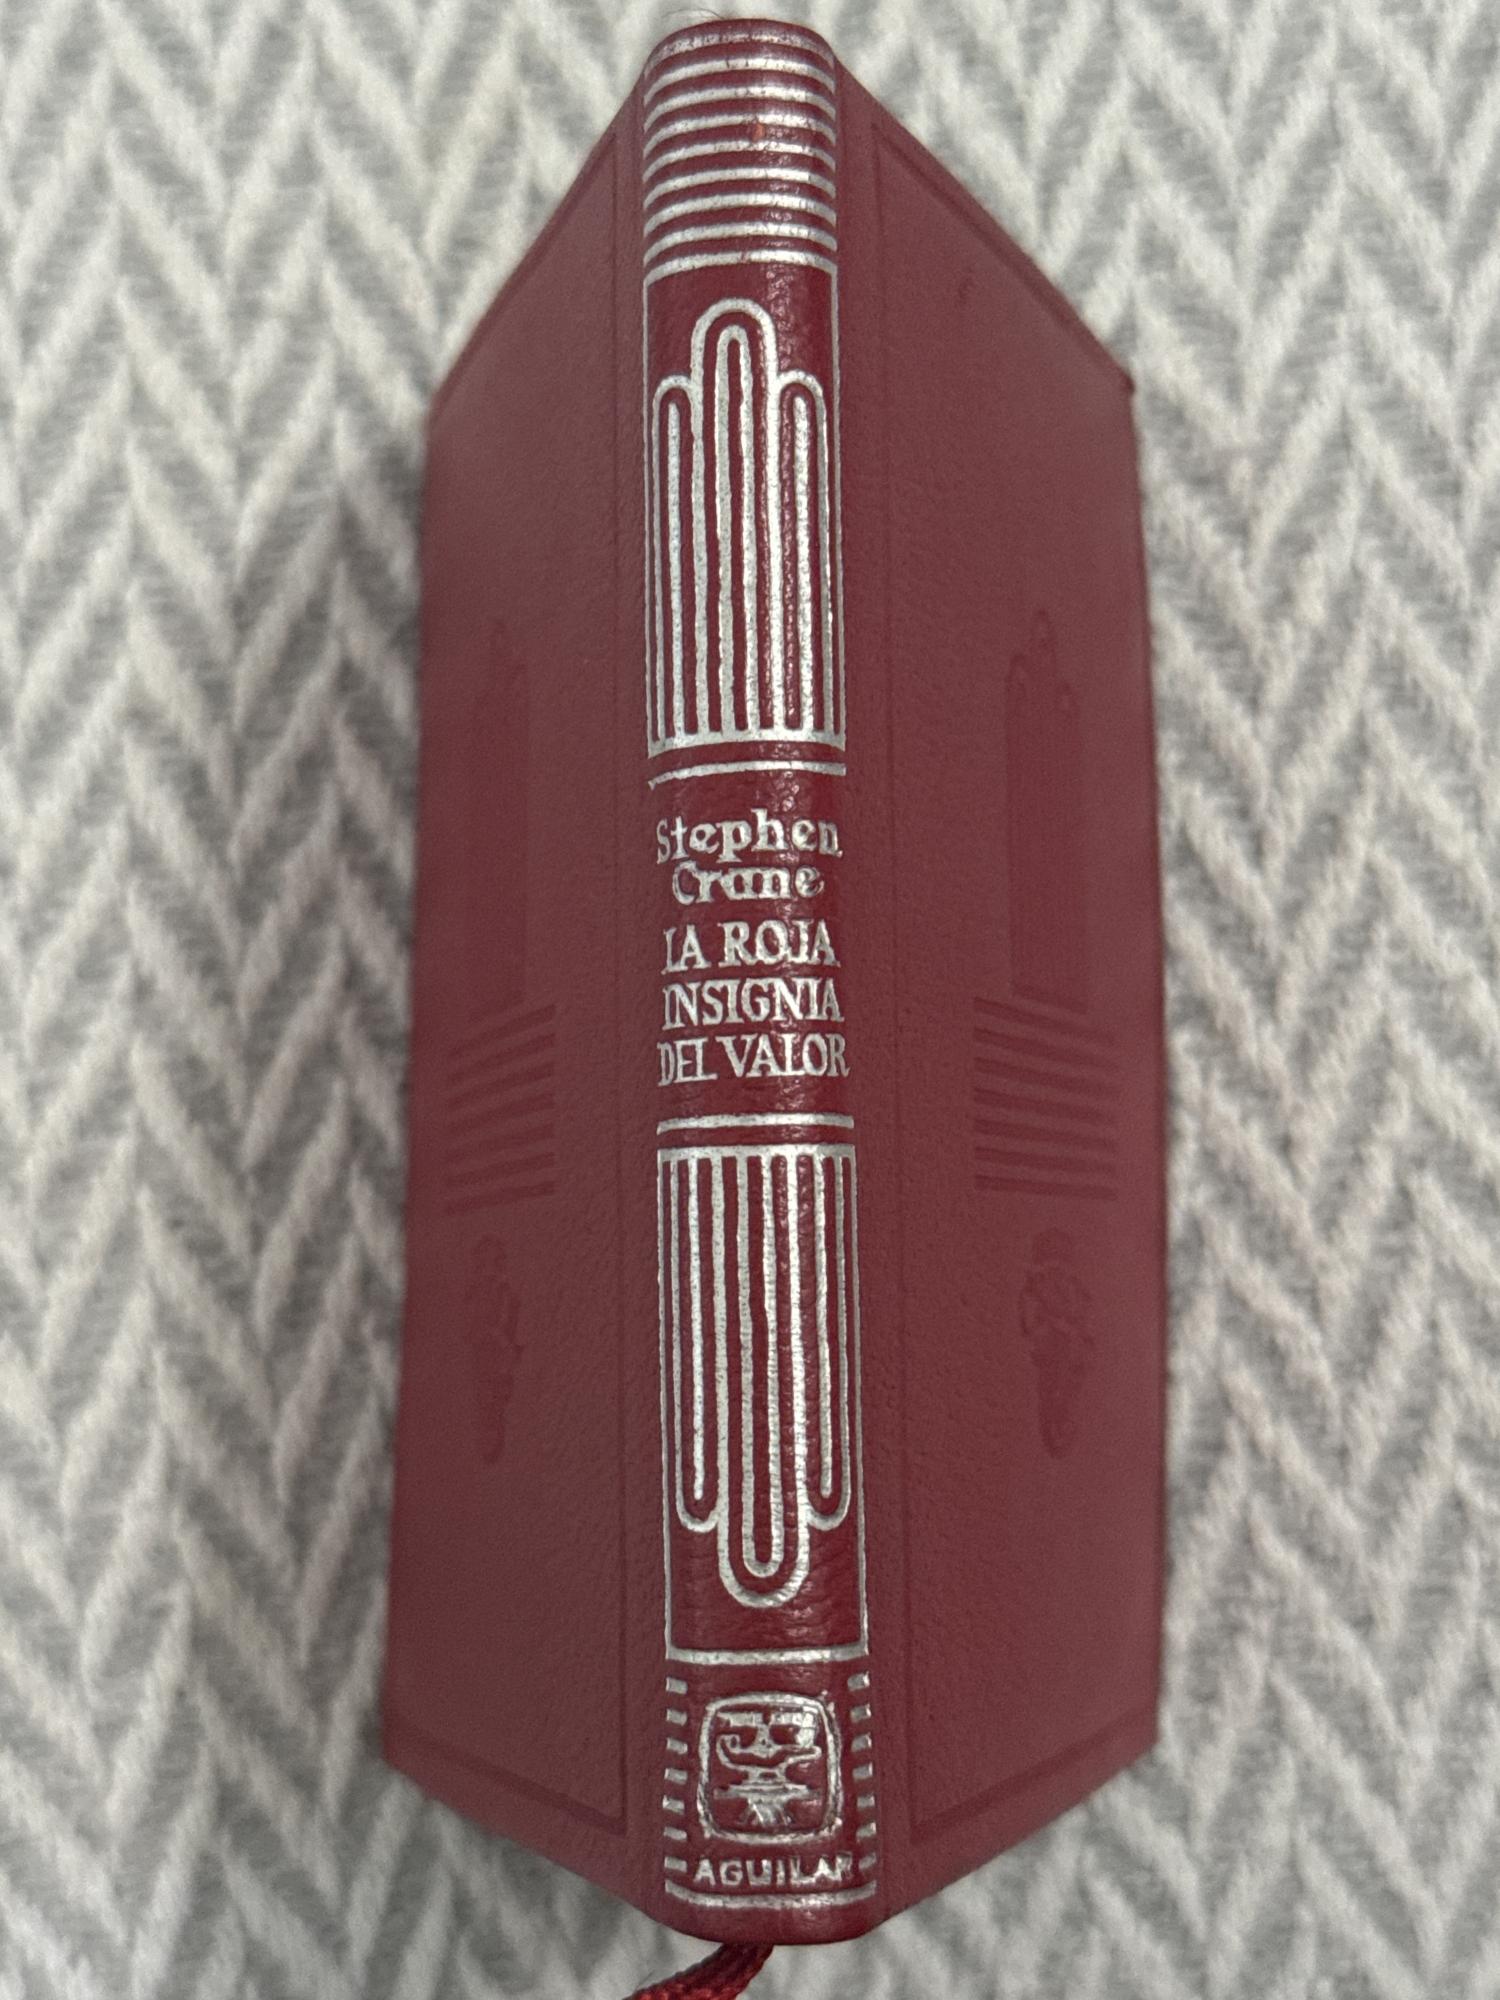 Stephen
Crane
LA ROJA
INSIGNIA
DEL VALOR
AGUILAR